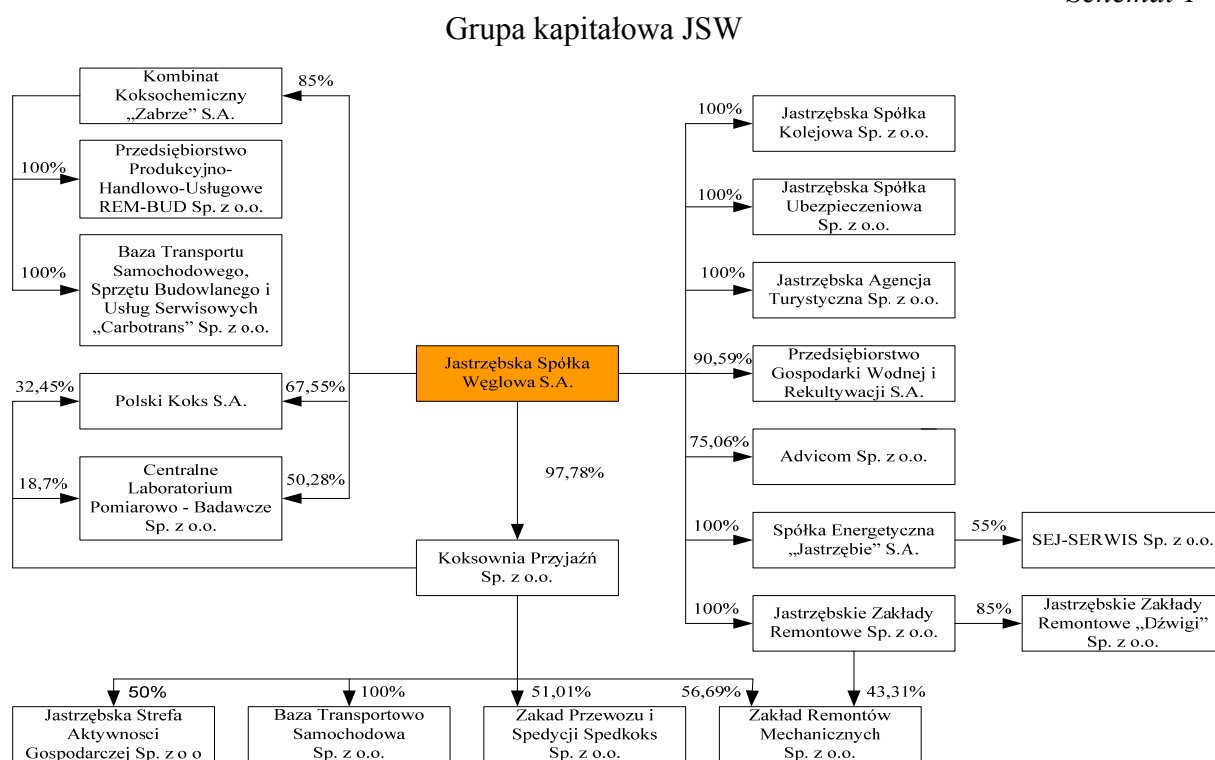 Schemat 1
Grupa kapitałowa JSW
Kombinat
Koksochemiczny
„Zabrze” S.A.
85%
100%
Przedsiębiorstwo
Produkcyjno-
Handlowo-Usługowe
REM-BUD Sp. z o.o.
100%
Baza Transportu
Samochodowego,
Sprzętu Budowlanego i
Usług Serwisowych
„Carbotrans” Sp. z o.o.
32,45%
Polski Koks S.A.
67,55%
18,7%
Centralne
Laboratorium
Pomiarowo - Badawcze
Sp. z o.o.
50,28%
Jastrzębska Spółka
Węglowa S.A.
97,78%
Koksownia Przyjaźń
Sp. z o.o.
100%
Jastrzębska Spółka
Kolejowa Sp. z o.o.
100%
Jastrzębska Spółka
Ubezpieczeniowa
Sp. z o.o.
100%
Jastrzębska Agencja
Turystyczna Sp. z o.o.
90,59%
Przedsiębiorstwo
Gospodarki Wodnej i
Rekultywacji S.A.
75,06%
Advicom Sp. z o.o.
100%
Spółka Energetyczna
„Jastrzębie” S.A.
55%
SEJ-SERWIS Sp. z o.o.
100%
Jastrzębskie Zakłady
Remontowe Sp. z o.o.
85%
Jastrzębskie Zakłady
Remontowe „Dźwigi”
Sp. z o.o.
50%
Jastrzębska Strefa
Aktywnosci
Gospodarczej Sp. z o o
100%
Baza Transportowo
Samochodowa
Sp. z o.o.
51,01%
Zakad Przewozu i
Spedycji Spedkoks
Sp. z o.o.
56,69%
43,31%
Zakład Remontów
Mechanicznych
Sp. z o.o.